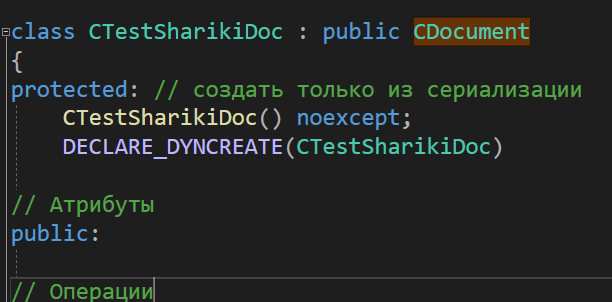 class CTestSharikiDoc : public CDocument
{
protected: // создать только из сериализации
CTestSharikiDoc() noexcept;
DECLARE_DYNCREATE(CTestSharikiDoc)
// Атрибуты
public:
// Операции